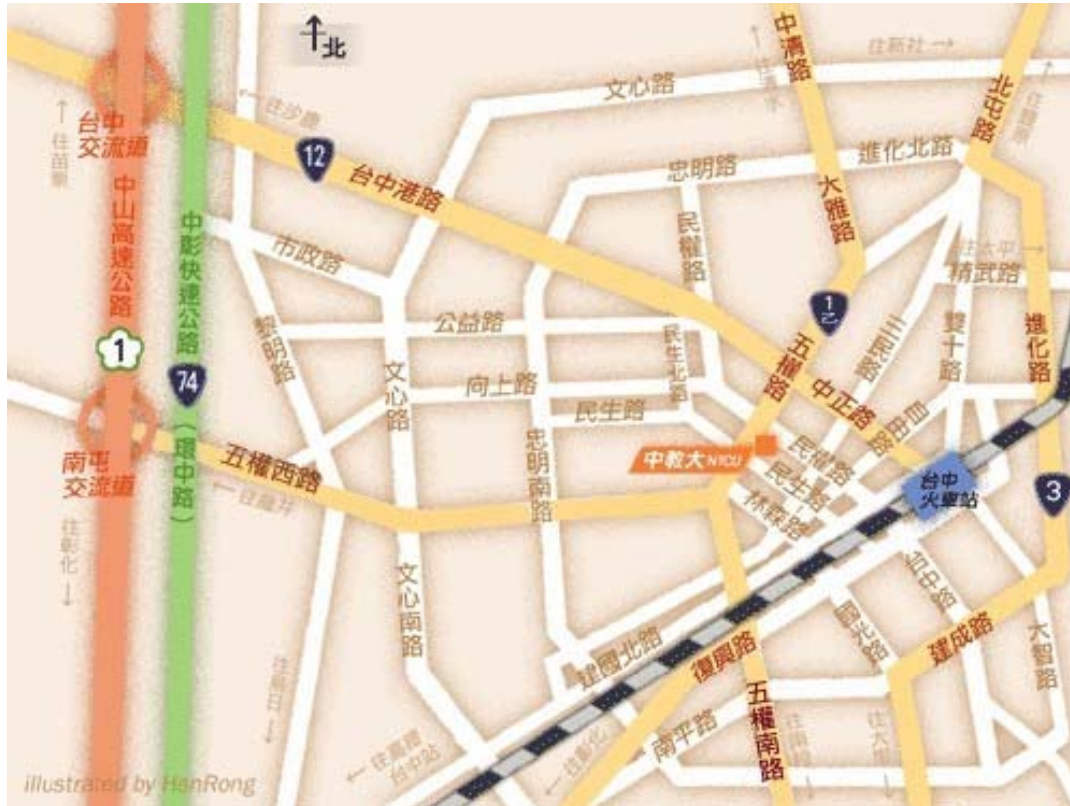 北
中清路
往新社 →
文心路
北屯路
← 往沙鹿
台中
交流道
← 往苗栗
12
台中港路
忠明路
進化北路
大雅路
中山高速公路
中彰快速公路
市政路
民權路
往太平 →
精武路
1
乙
三民路
雙十路
進化路
黎明路
公益路
民生北路
五權路
中正路
1
74
(環中路)
文心路
向上路
民生路
自由路
忠明南路
中教大 NTCU
民權路
民生路
林森路
台中
火車站
3
南屯
交流道
五權西路
← 往龍井
往彰化 →
文心南路
台中路
國光路
建成路
大智路
建國北路
復興路
五權南路
南平路
往烏日 →
← 往高鐵
台中站
← 往彰化
往大里 →
illustrated by HanRong